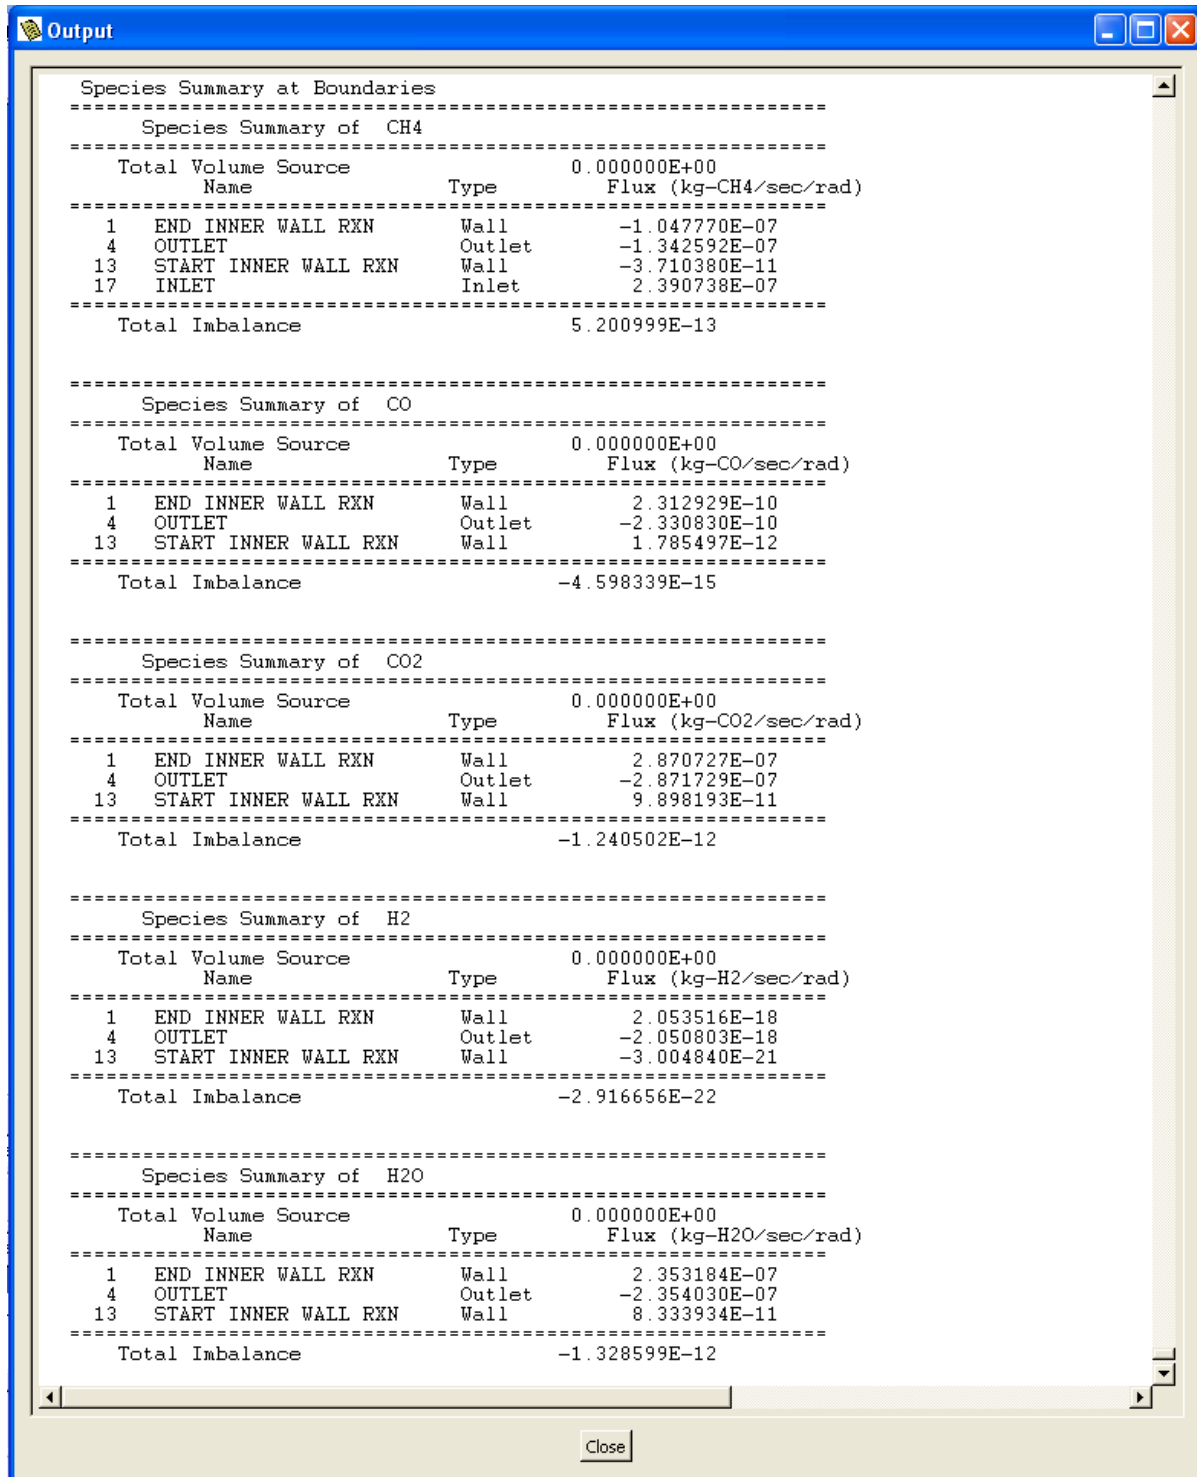 Output
Species Summary at Boundaries
==============================================================
Species Summary of CH4
==============================================================
Total Volume Source 0.000000E+00
Name Type Flux (kg-CH4/sec/rad)
==============================================================
1 END INNER WALL RXN Wall -1.047770E-07
4 OUTLET Outlet -1.342592E-07
13 START INNER WALL RXN Wall -3.710380E-11
17 INLET Inlet 2.390738E-07
==============================================================
Total Imbalance 5.200999E-13
==============================================================
Species Summary of CO
==============================================================
Total Volume Source 0.000000E+00
Name Type Flux (kg-CO/sec/rad)
==============================================================
1 END INNER WALL RXN Wall 2.312929E-10
4 OUTLET Outlet -2.330830E-10
13 START INNER WALL RXN Wall 1.785497E-12
==============================================================
Total Imbalance -4.598339E-15
==============================================================
Species Summary of CO2
==============================================================
Total Volume Source 0.000000E+00
Name Type Flux (kg-CO2/sec/rad)
==============================================================
1 END INNER WALL RXN Wall 2.870727E-07
4 OUTLET Outlet -2.871729E-07
13 START INNER WALL RXN Wall 9.898193E-11
==============================================================
Total Imbalance -1.240502E-12
==============================================================
Species Summary of H2
==============================================================
Total Volume Source 0.000000E+00
Name Type Flux (kg-H2/sec/rad)
==============================================================
1 END INNER WALL RXN Wall 2.053516E-18
4 OUTLET Outlet -2.050803E-18
13 START INNER WALL RXN Wall -3.004840E-21
==============================================================
Total Imbalance -2.916656E-22
==============================================================
Species Summary of H2O
==============================================================
Total Volume Source 0.000000E+00
Name Type Flux (kg-H2O/sec/rad)
==============================================================
1 END INNER WALL RXN Wall 2.353184E-07
4 OUTLET Outlet -2.354030E-07
13 START INNER WALL RXN Wall 8.333934E-11
==============================================================
Total Imbalance -1.328599E-12
Close